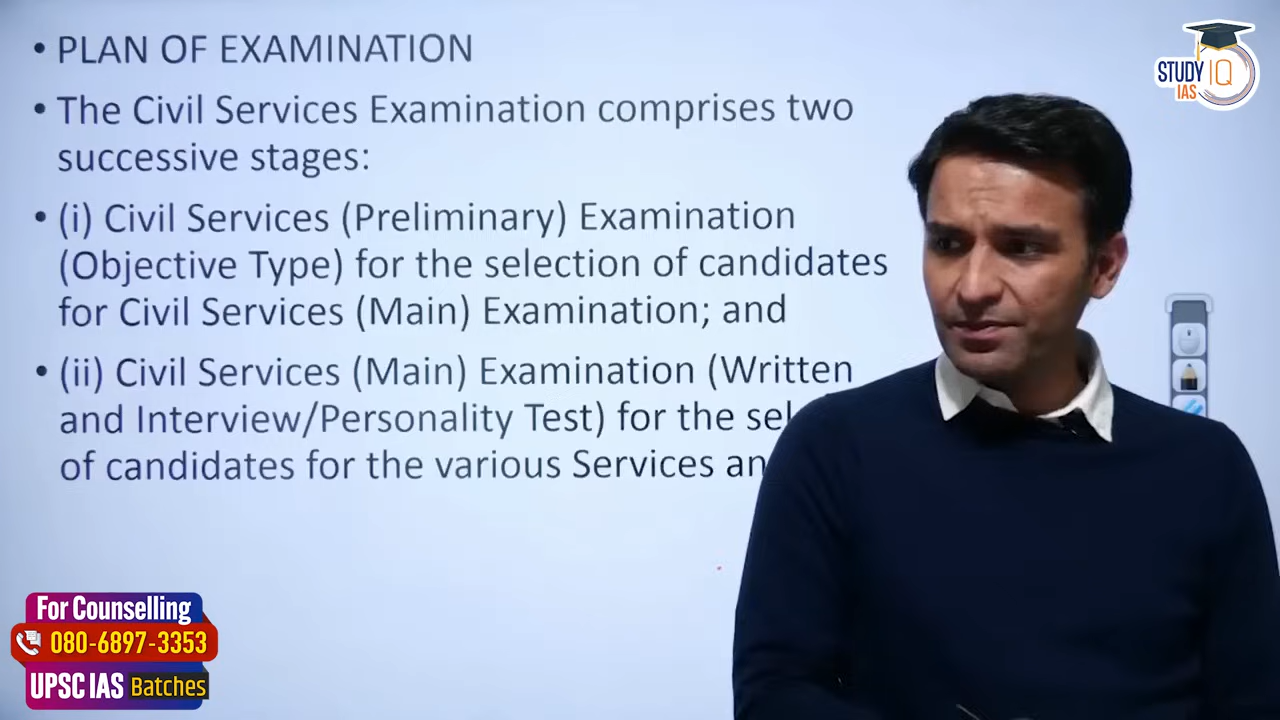 • PLAN OF EXAMINATION
• The Civil Services Examination comprises two
successive stages:
• (i) Civil Services (Preliminary) Examination
(Objective Type) for the selection of candidates
for Civil Services (Main) Examination; and
• (ii) Civil Services (Main) Examination (Written
and Interview/Personality Test) for the
of candidates for the various Services
STUDY IQ
IAS
For Counselling
080-6897-3353
UPSC IAS Batches